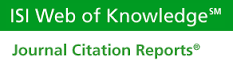 ISI Web of Knowledge℠
Journal Citation Reports®